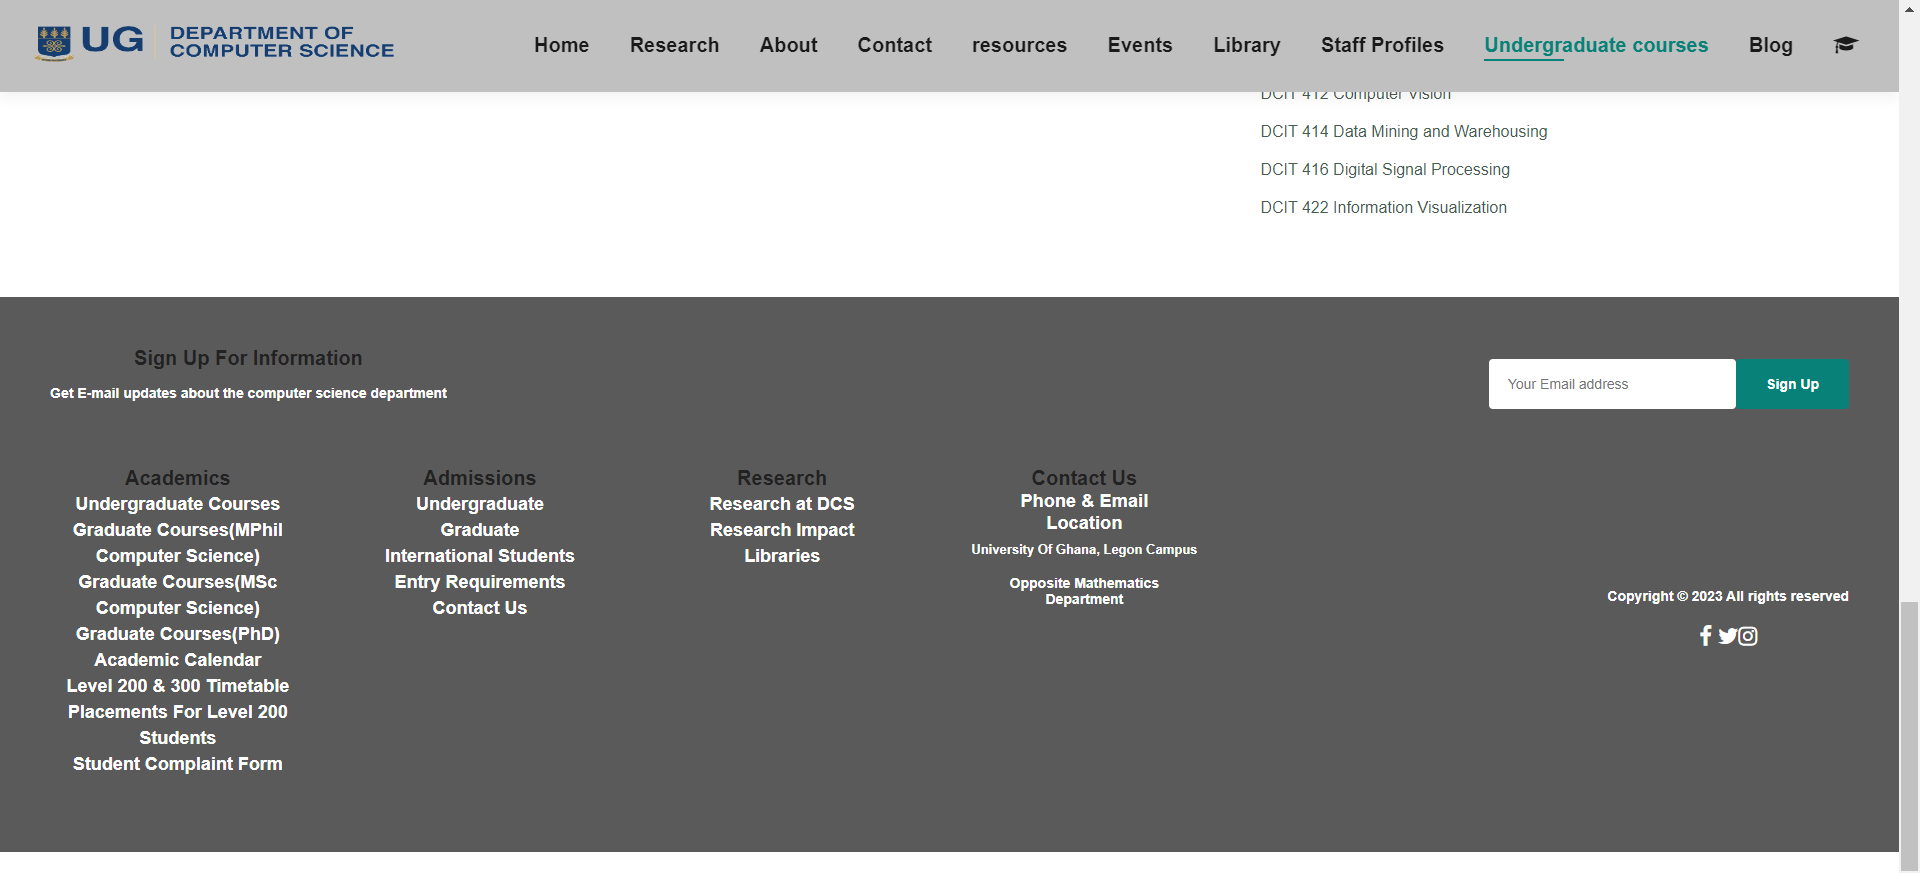 UG
DEPARTMENT OF
COMPUTER SCIENCE
Home
Research
About
Contact
resources
Events
Library
Staff Profiles
Undergraduate courses
Blog
DCIT 412 Computer Vision
DCIT 414 Data Mining and Warehousing
DCIT 416 Digital Signal Processing
DCIT 422 Information Visualization
Sign Up For Information
Get E-mail updates about the computer science department
Your Email address
Sign Up
Academics
Undergraduate Courses
Graduate Courses(MPhil
Computer Science)
Graduate Courses(MSc
Computer Science)
Graduate Courses(PhD)
Academic Calendar
Level 200 & 300 Timetable
Placements For Level 200
Students
Student Complaint Form
Admissions
Undergraduate
Graduate
International Students
Entry Requirements
Contact Us
Research
Research at DCS
Research Impact
Libraries
Contact Us
Phone & Email
Location
University Of Ghana, Legon Campus
Opposite Mathematics
Department
Copyright © 2023 All rights reserved